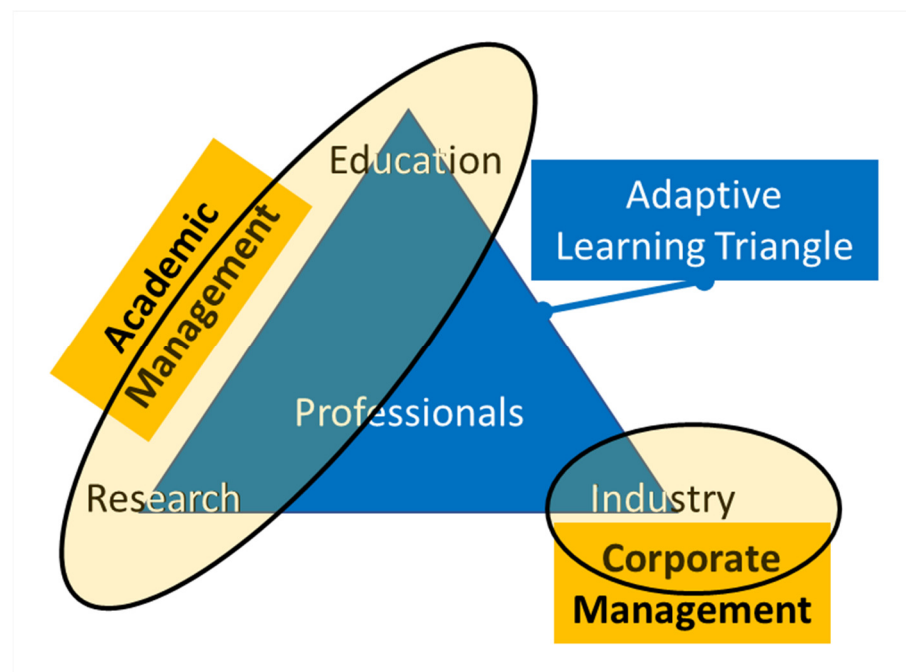 Education
Adaptive
Learning Triangle
Academic
Management
Professionals
Research
Industry
Corporate
Management